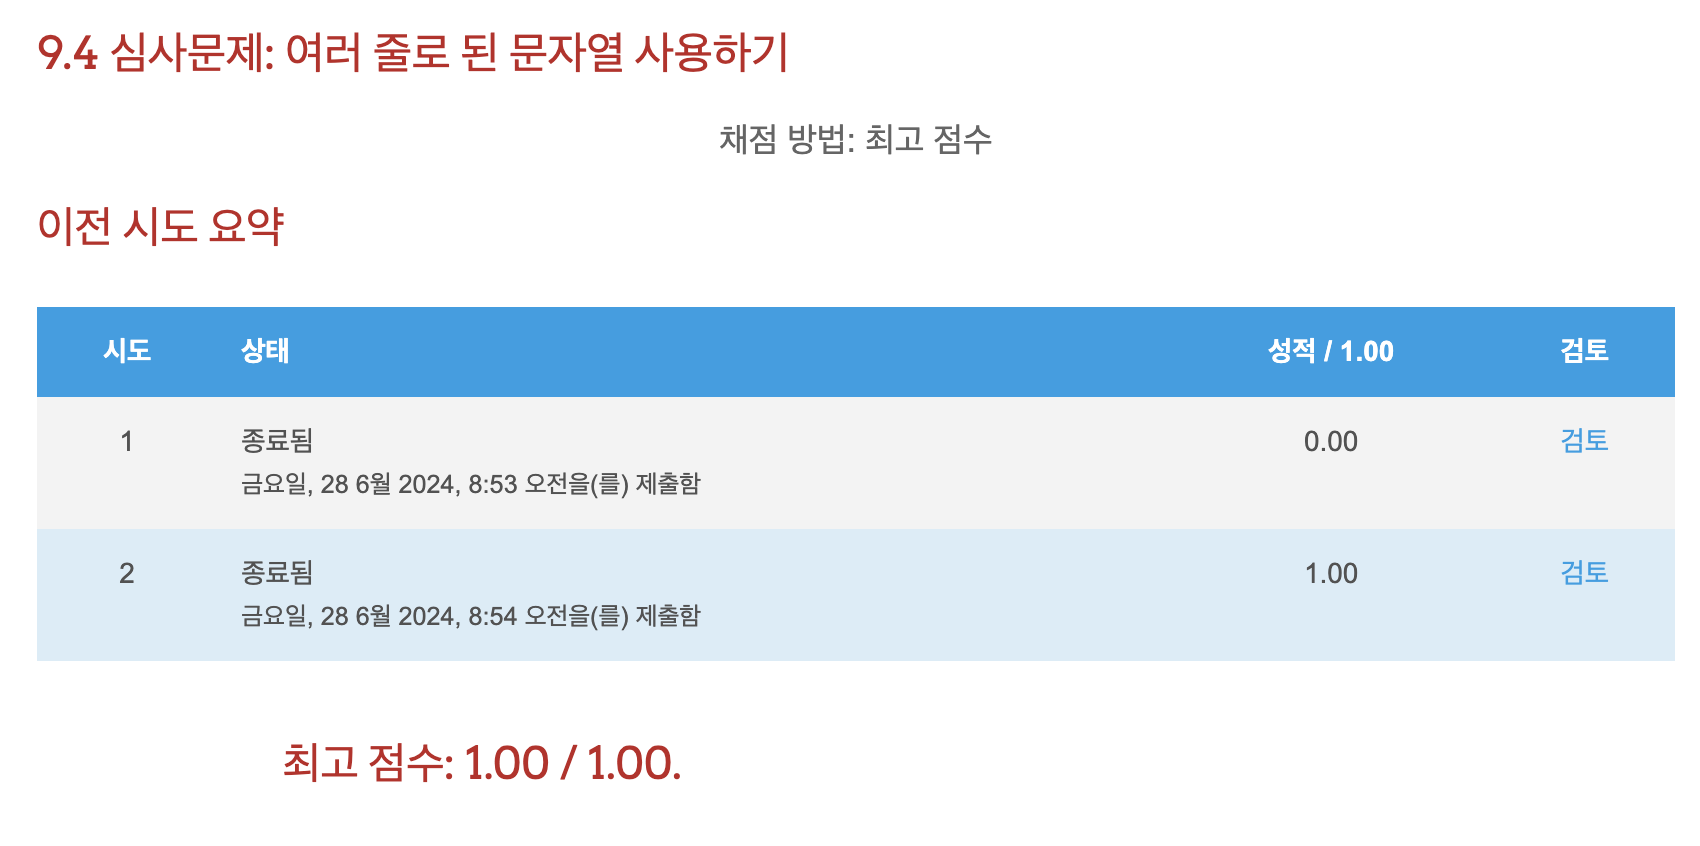 9.4 심사문제: 여러 줄로 된 문자열 사용하기
채점 방법: 최고 점수
이전 시도 요약
시도 상태 성적 / 1.00 검토
1 종료됨 0.00 검토
금요일, 28 6월 2024, 8:53 오전을(를) 제출함
2 종료됨 1.00 검토
금요일, 28 6월 2024, 8:54 오전을(를) 제출함
최고 점수: 1.00 / 1.00.